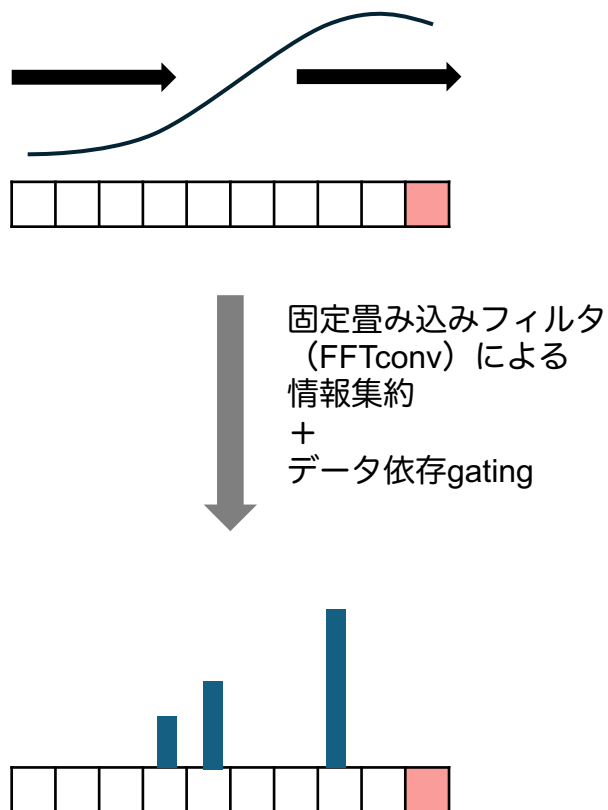 固定畳み込みフィルタ
（FFTconv）による
情報集約
＋
データ依存gating